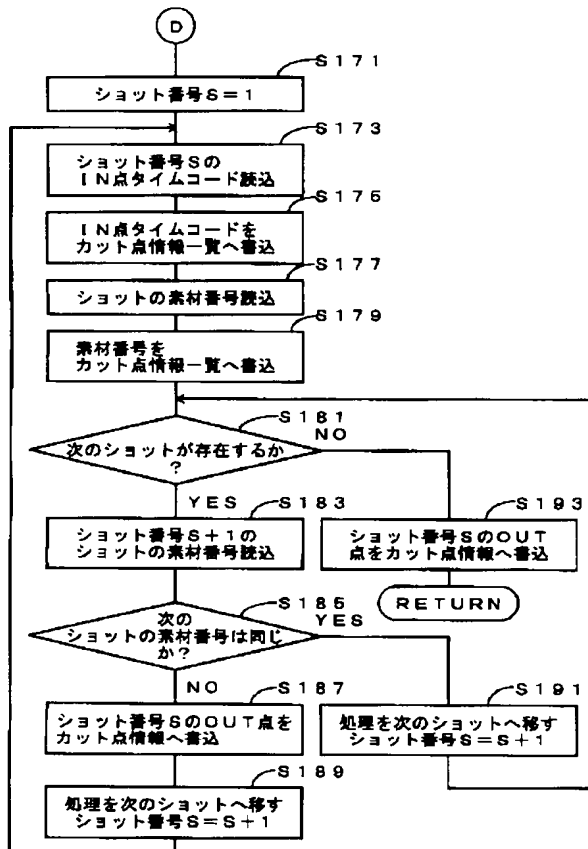 D
S171
ショット番号S=1
S173
ショット番号Sの
IN点タイムコード読込
S175
IN点タイムコードを
カット点情報一覧へ書込
S177
ショットの素材番号読込
S179
素材番号を
カット点情報一覧へ書込
S181
次のショットが存在するか
?
NO
YES
S183
ショット番号S+1の
ショットの素材番号読込
S193
ショット番号SのOUT
点をカット点情報へ書込
RETURN
S185
次の
ショットの素材番号は同じ
か?
YES
NO
S187
ショット番号SのOUT点を
カット点情報へ書込
S191
処理を次のショットへ移す
ショット番号S=S+1
S189
処理を次のショットへ移す
ショット番号S=S+1